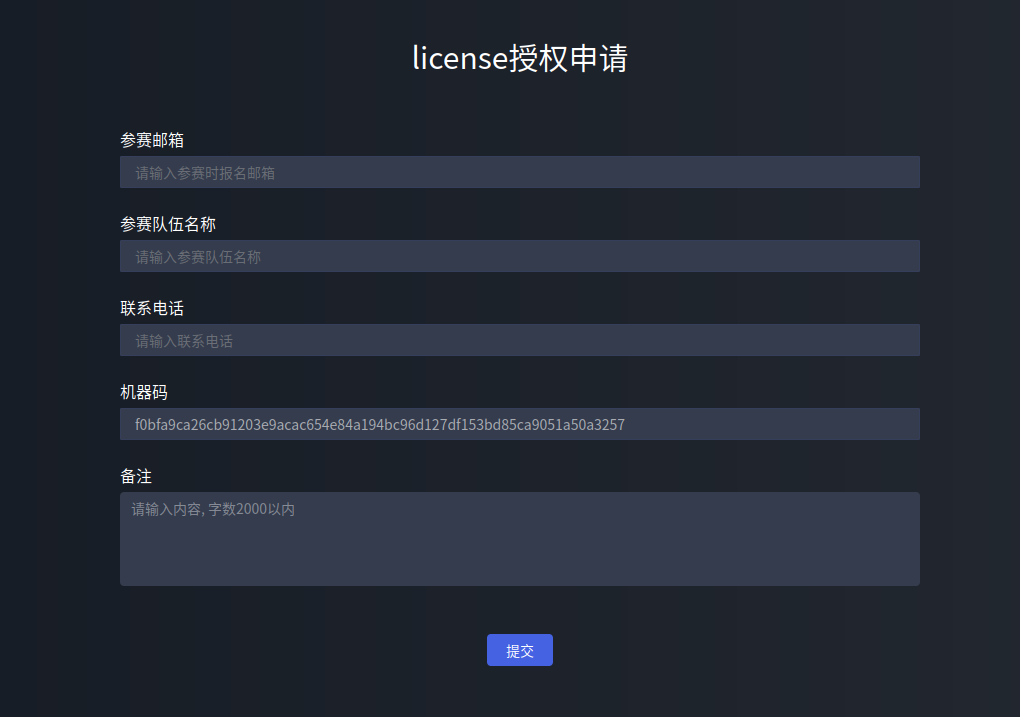 license授权申请
参赛邮箱
请输入参赛时报名邮箱
参赛队伍名称
请输入参赛队伍名称
联系电话
请输入联系电话
机器码
f0bfa9ca26cb91203e9acac654e84a194bc96d127df153bd85ca9051a50a3257
备注
请输入内容, 字数2000以内
提交